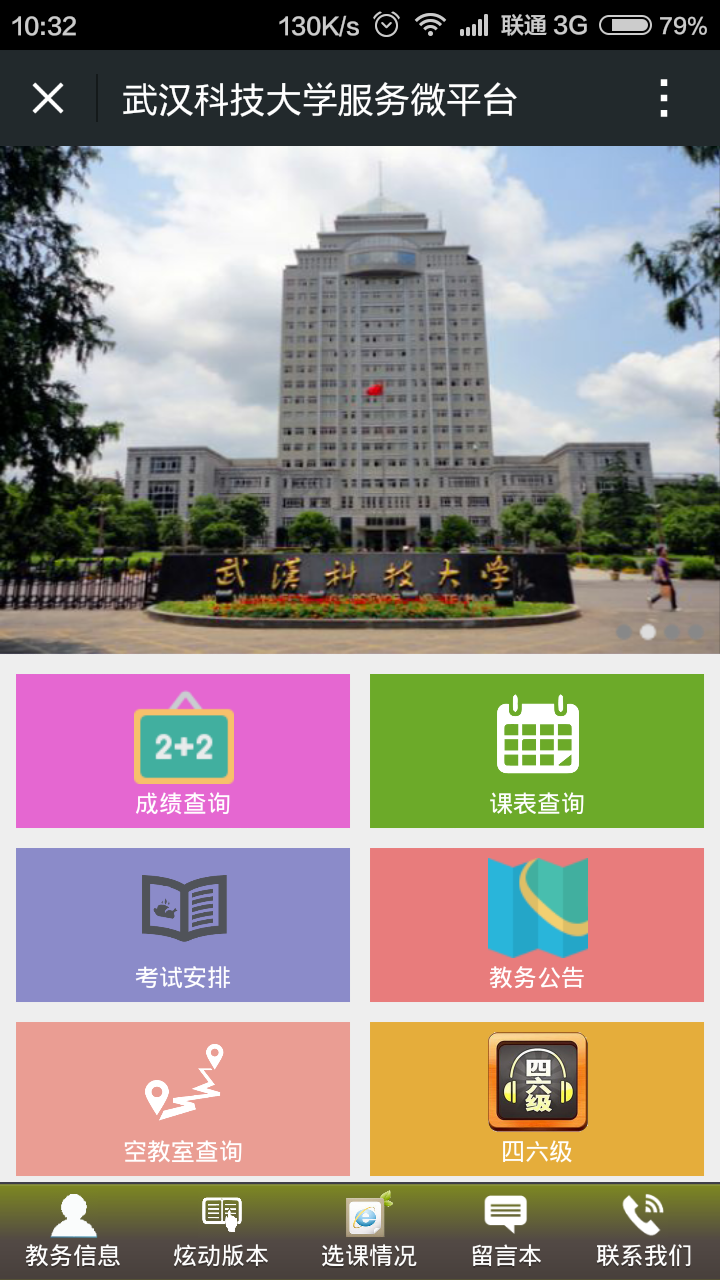 10:32 130K/s 联通 3G 79%
武汉科技大学服务微平台
武漢科技大学
2+2
成绩查询
课表查询
考试安排
教务公告
空教室查询
四六级
四六级
教务信息 炫动版本 选课情况 留言本 联系我们